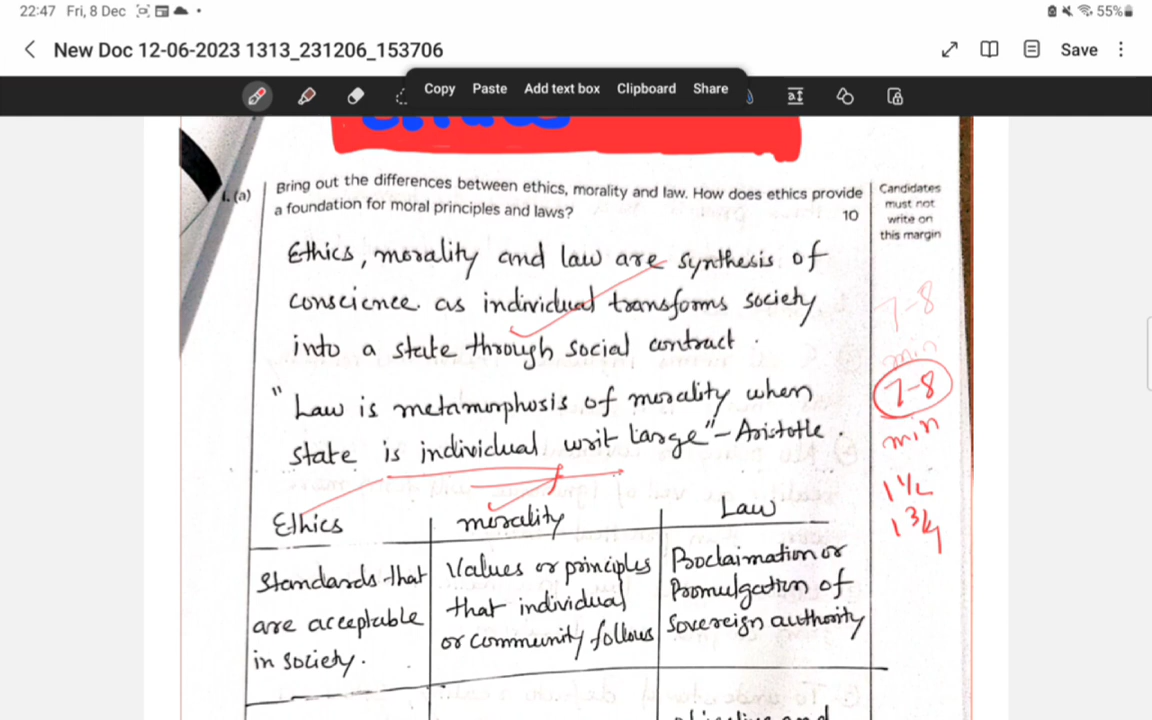 22:47 Fri, 8 Dec 55%
New Doc 12-06-2023 1313_231206_153706 Save
Copy Paste Add text box Clipboard Share
1. (a) Bring out the differences between ethics, morality and law. How does ethics provide
a foundation for moral principles and laws? 10
Candidates
must not
write on
this margin
Ethics, morality and law are synthesis of
conscience as individual transforms society
into a state through social contract.
"Law is metamorphosis of morality when
state is individual writ large" – Aristotle.
7-8
min
7-8
min
1 1/2
1 3/4
Ethics morality Law
Standards that
are acceptable
in society.
Values or principles
that individual
or community follows
Proclaimation or
Promulgation of
Sovereign authority